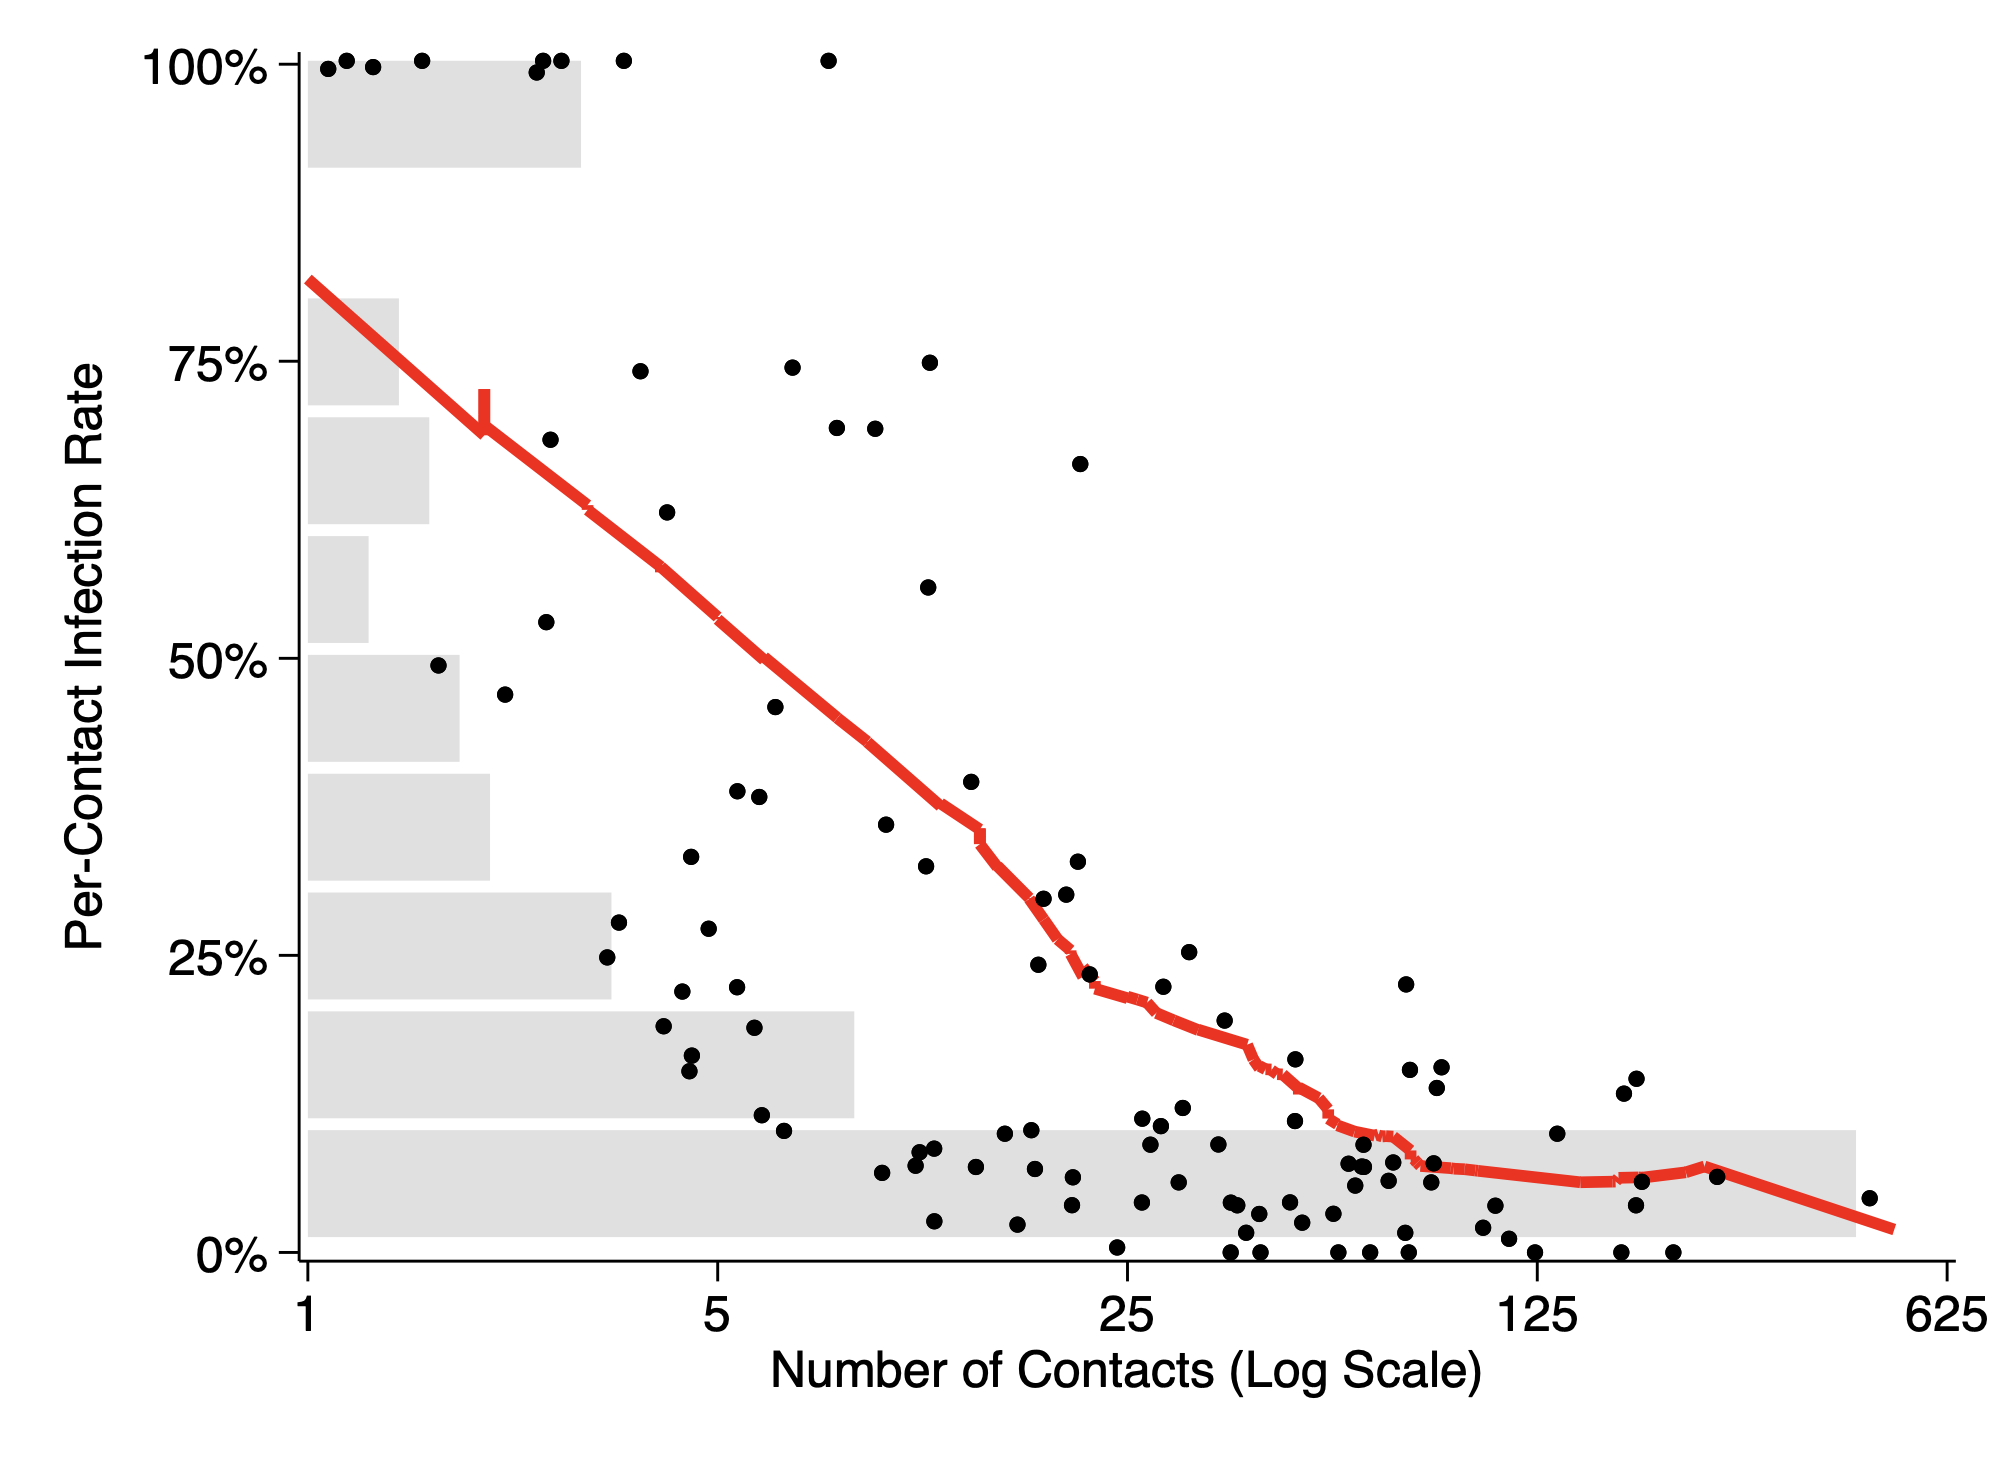 100%
75%
50%
25%
0%
Per-Contact Infection Rate
1 5 25 125 625
Number of Contacts (Log Scale)